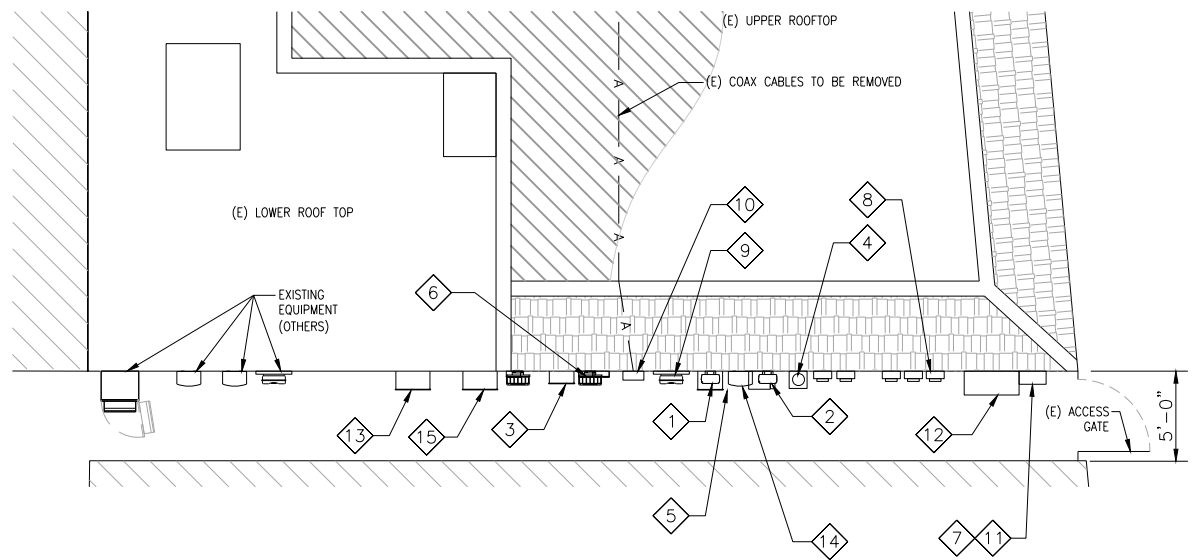 (E) UPPER ROOFTOP
A
(E) COAX CABLES TO BE REMOVED
A
10
8
(E) LOWER ROOF TOP
A
4
9
6
EXISTING
EQUIPMENT
(OTHERS)
A
(E) ACCESS
GATE
5'-0"
13
15
3
1
2
12
5
14
7
11